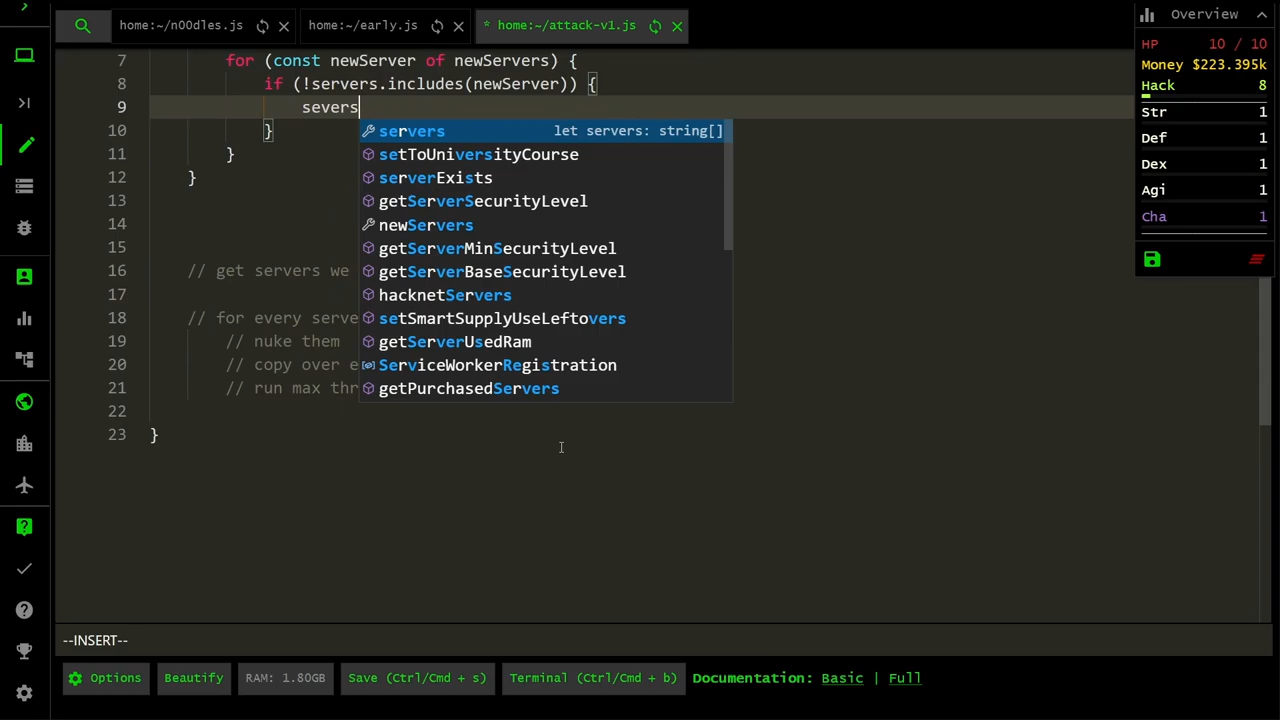 home:~/n00dles.js
home:~/early.js
* home:~/attack-v1.js
Overview
HP 10 / 10
Money $223.395k
Hack 8
Str 1
Def 1
Dex 1
Agi 1
Cha 1
7 for (const newServer of newServers) {
8 if (!servers.includes(newServer)) {
9 severs
10 }
11 }
12 }
13
14
15
16 // get servers we
17
18 // for every serve
19 // nuke them
20 // copy over e
21 // run max thr
22
23 }
servers let servers: string[]
setToUniversityCourse
serverExists
getServerSecurityLevel
newServers
getServerMinSecurityLevel
getServerBaseSecurityLevel
hacknetServers
setSmartSupplyUseLeftovers
getServerUsedRam
ServiceWorkerRegistration
getPurchasedServers
--INSERT--
Options
Beautify
RAM: 1.80GB
Save (Ctrl/Cmd + s)
Terminal (Ctrl/Cmd + b)
Documentation: Basic | Full